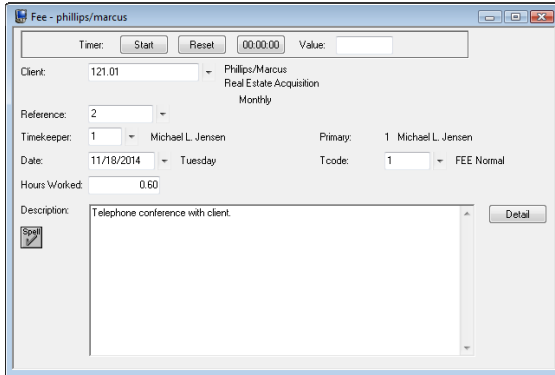 Fee - phillips/marcus
Timer: Start Reset 00:00:00 Value:
Client: 121.01 Phillips/Marcus
Real Estate Acquisition
Monthly
Reference: 2
Timekeeper: 1 Michael L. Jensen Primary: 1 Michael L. Jensen
Date: 11/18/2014 Tuesday Tcode: 1 FEE Normal
Hours Worked: 0.60
Description: Telephone conference with client. Detail
Spell